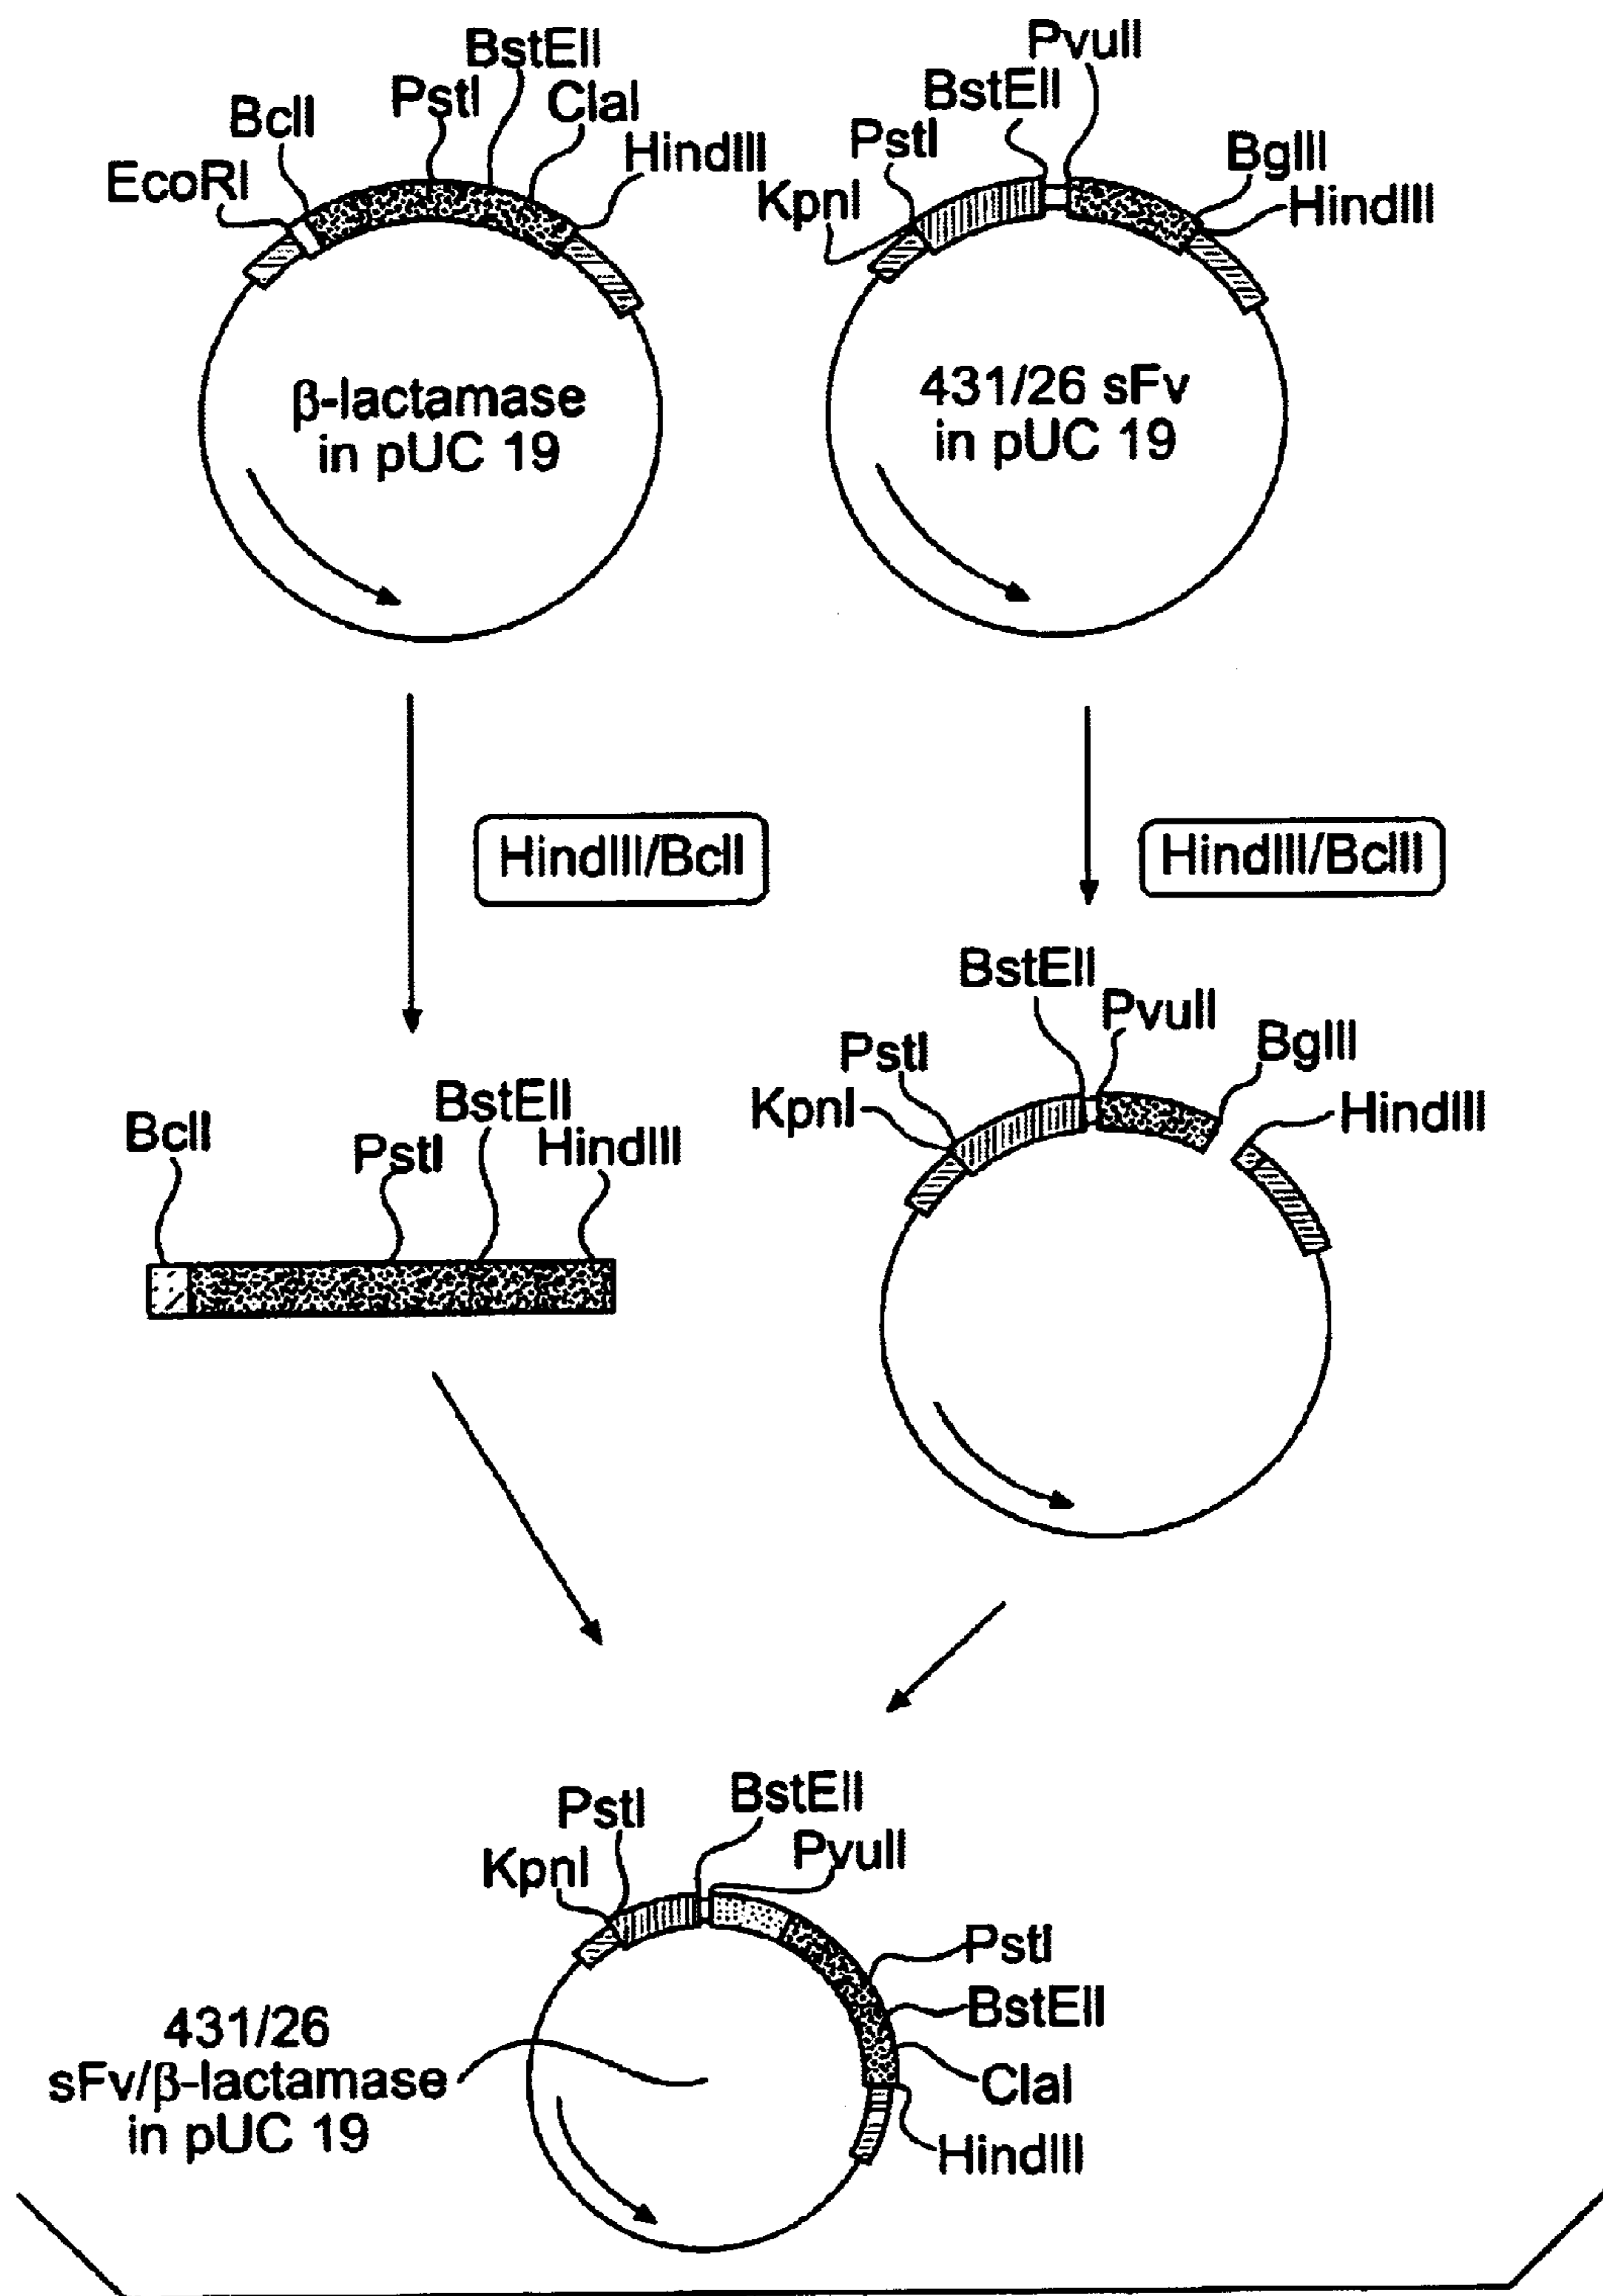 BstEII
PstI
ClaI
BclI
HindIII
EcoRI
β-lactamase
in pUC 19
PvuII
BstEII
PstI
BglII
KpnI
HindIII
431/26 sFv
in pUC 19
HindIII/BclI
HindIII/BclII
BclI
PstI
BstEII
HindIII
BstEII
PvuII
PstI
BglII
KpnI
HindIII
PstI
BstEII
KpnI
PvuII
PstI
BstEII
ClaI
HindIII
431/26
sFv/β-lactamase
in pUC 19